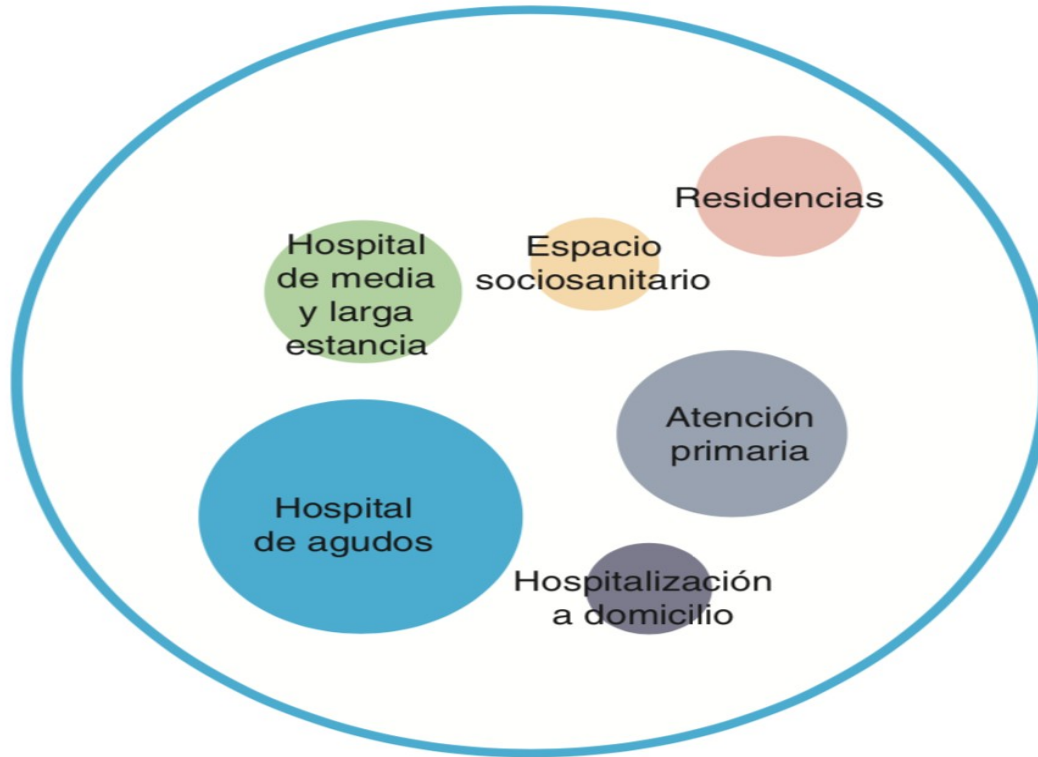 Residencias
Hospital
de media
y larga
estancia
Espacio
sociosanitario
Atención
primaria
Hospital
de agudos
Hospitalización
a domicilio